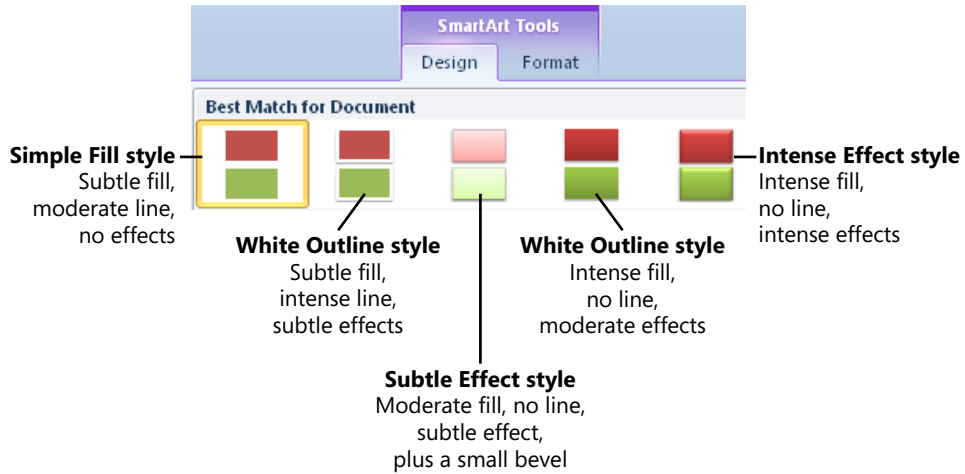 SmartArt Tools
Design Format
Best Match for Document
Simple Fill style
Subtle fill,
moderate line,
no effects
White Outline style
Subtle fill,
intense line,
subtle effects
Subtle Effect style
Moderate fill, no line,
subtle effect,
plus a small bevel
White Outline style
Intense fill,
no line,
moderate effects
Intense Effect style
Intense fill,
no line,
intense effects